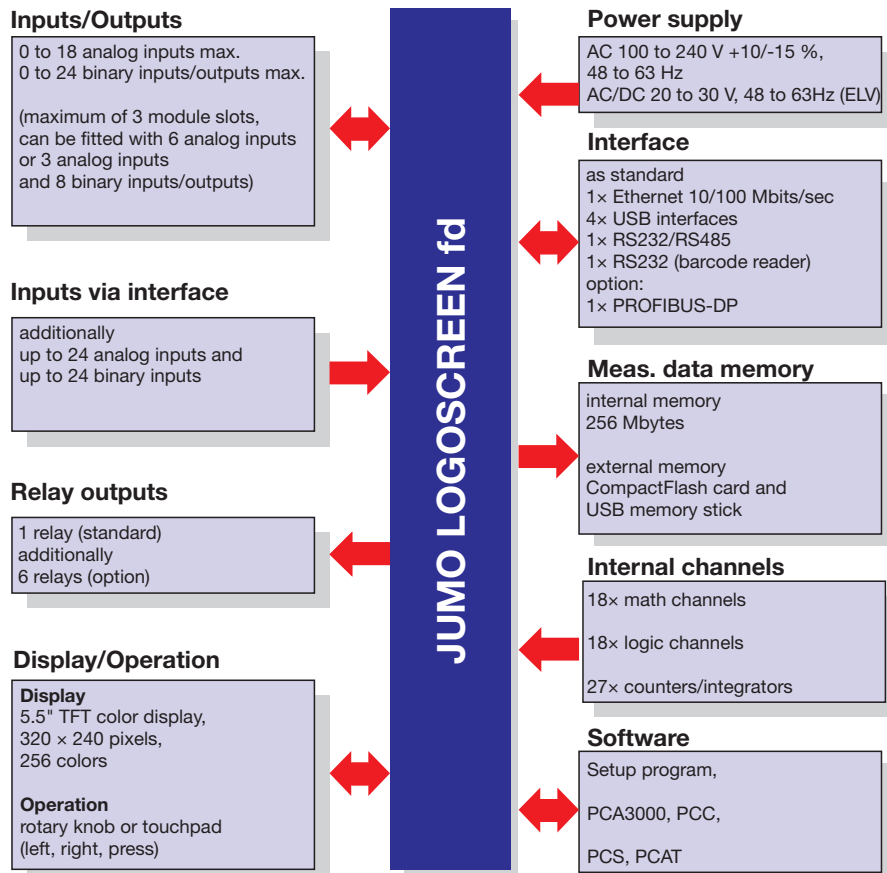 Inputs/Outputs
0 to 18 analog inputs max.
0 to 24 binary inputs/outputs max.
(maximum of 3 module slots,
can be fitted with 6 analog inputs
or 3 analog inputs
and 8 binary inputs/outputs)
Inputs via interface
additionally
up to 24 analog inputs and
up to 24 binary inputs
Relay outputs
1 relay (standard)
additionally
6 relays (option)
Display/Operation
Display
5.5" TFT color display,
320 × 240 pixels,
256 colors
Operation
rotary knob or touchpad
(left, right, press)
JUMO LOGOSCREEN fd
Power supply
AC 100 to 240 V +10/-15 %,
48 to 63 Hz
AC/DC 20 to 30 V, 48 to 63Hz (ELV)
Interface
as standard
1× Ethernet 10/100 Mbits/sec
4× USB interfaces
1× RS232/RS485
1× RS232 (barcode reader)
option:
1× PROFIBUS-DP
Meas. data memory
internal memory
256 Mbytes
external memory
CompactFlash card and
USB memory stick
Internal channels
18× math channels
18× logic channels
27× counters/integrators
Software
Setup program,
PCA3000, PCC,
PCS, PCAT